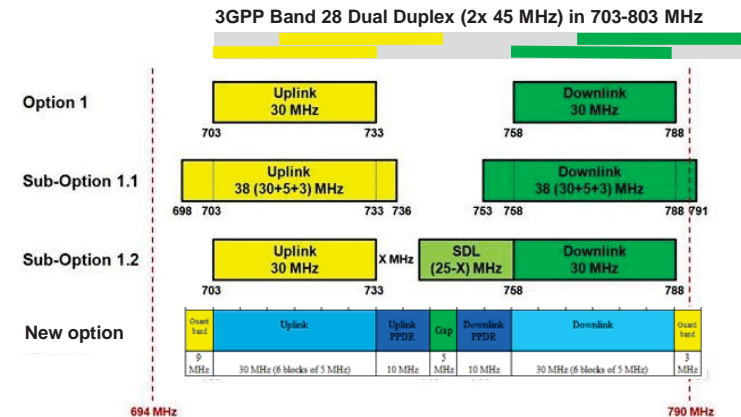 3GPP Band 28 Dual Duplex (2x 45 MHz) in 703-803 MHz
Option 1
Uplink
30 MHz
Downlink
30 MHz
703
733
758
788
Sub-Option 1.1
Uplink
38 (30+5+3) MHz
Downlink
38 (30+5+3) MHz
698 703
733 736
753 758
788 791
Sub-Option 1.2
Uplink
30 MHz
X MHz
SDL
(25-X) MHz
Downlink
30 MHz
703
758
788
New option
Guard
band
Uplink
Uplink
PPDR
Gap
Downlink
PPDR
Downlink
Guard
band
9
MHz
30 MHz (6 blocks of 5 MHz)
10 MHz
5
MHz
10 MHz
30 MHz (6 blocks of 5 MHz)
3
MHz
694 MHz
790 MHz